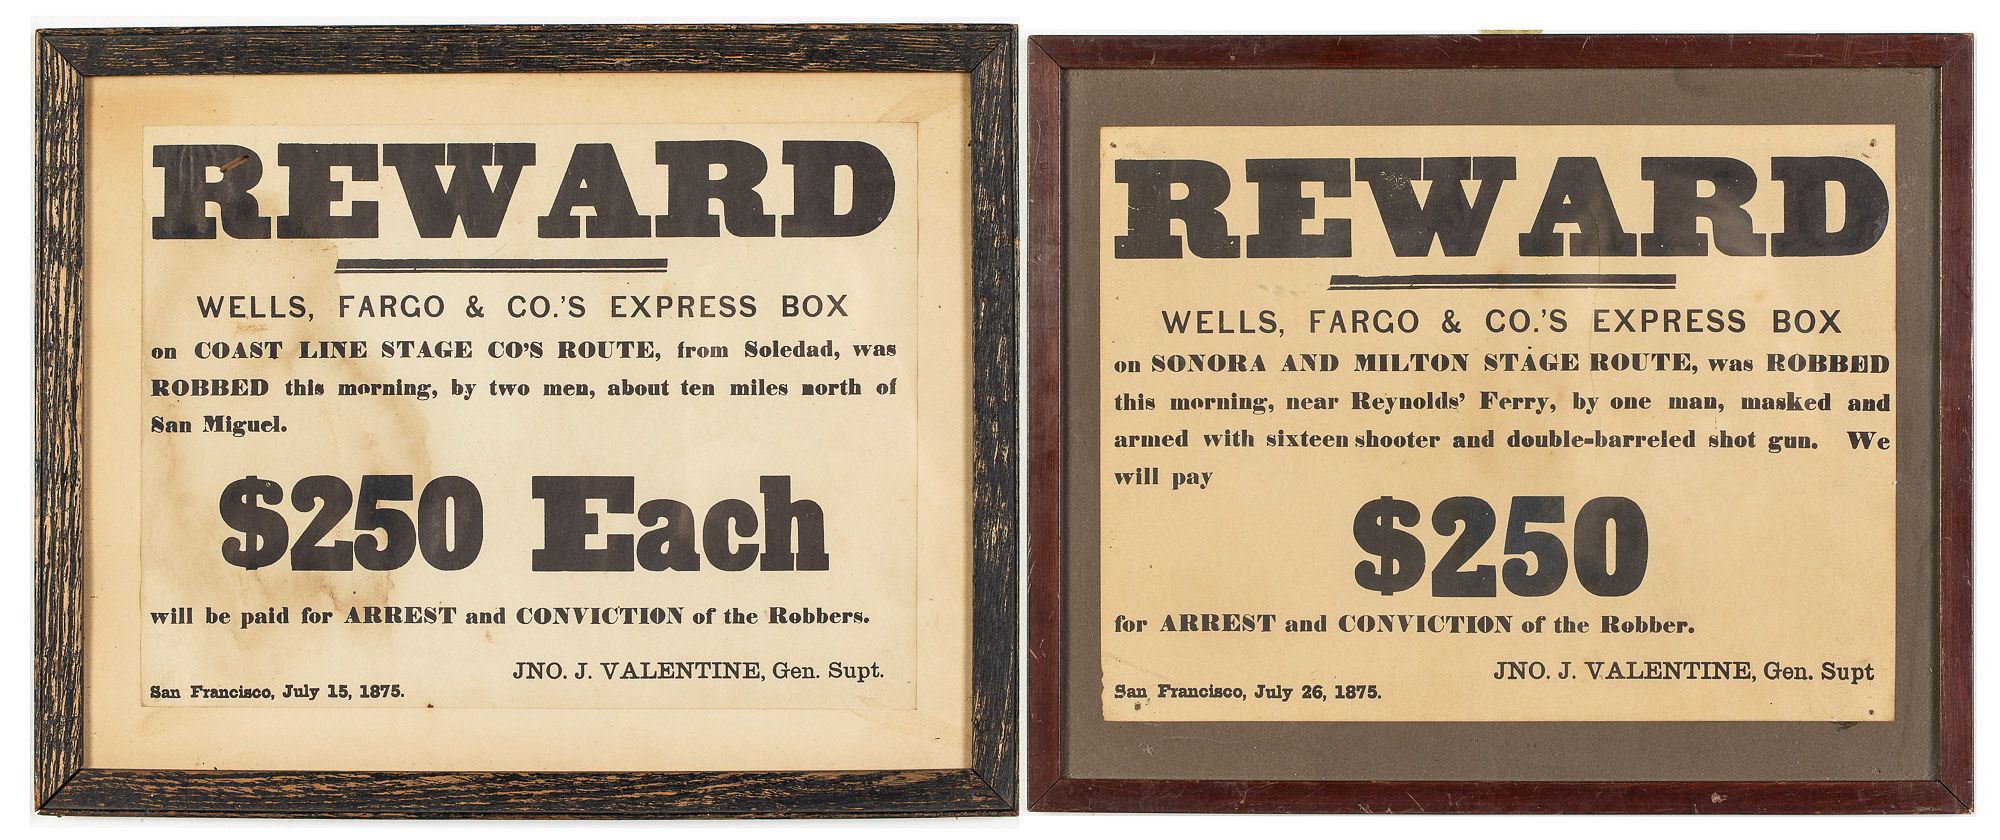 REWARD
WELLS, FARGO & CO.'S EXPRESS BOX
on COAST LINE STAGE CO'S ROUTE, from Soledad, was
ROBBED this morning, by two men, about ten miles north of
San Miguel.
$250 Each
will be paid for ARREST and CONVICTION of the Robbers.
JNO. J. VALENTINE, Gen. Supt.
San Francisco, July 15, 1875.
REWARD
WELLS, FARGO & CO.'S EXPRESS BOX
on SONORA AND MILTON STAGE ROUTE, was ROBBED
this morning, near Reynolds' Ferry, by one man, masked and
armed with sixteen shooter and double-barreled shot gun. We
will pay
$250
for ARREST and CONVICTION of the Robber.
JNO. J. VALENTINE, Gen. Supt
San Francisco, July 26, 1875.